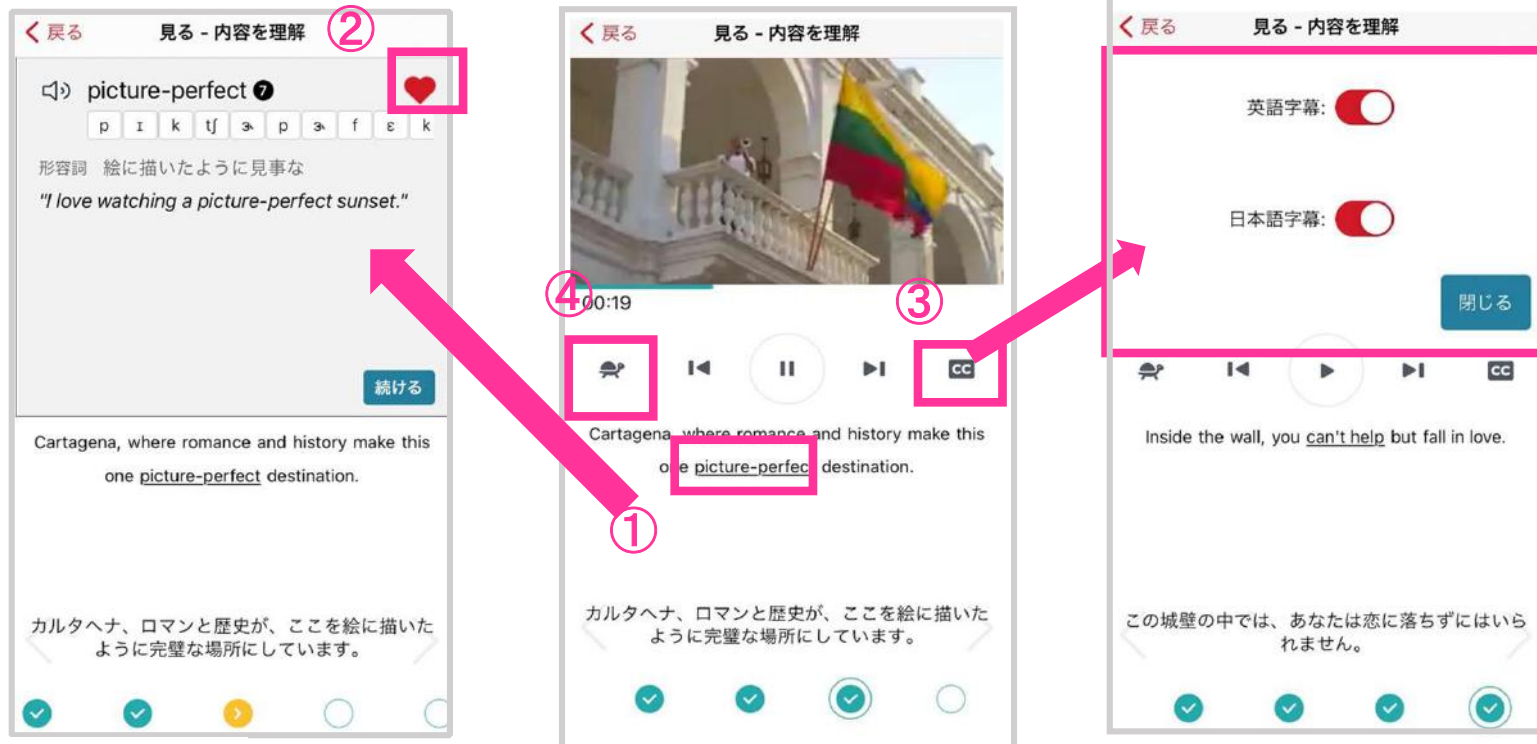 戻る
見る - 内容を理解
②
picture-perfect 7
p ɪ k tʃ ɝ p ɝ f ɛ k
形容詞 絵に描いたように見事な
"I love watching a picture-perfect sunset."
続ける
Cartagena, where romance and history make this
one picture-perfect destination.
カルタヘナ、ロマンと歴史が、ここを絵に描いた
ように完璧な場所にしています。
①
戻る
見る - 内容を理解
④
00:19
③
CC
Cartagena, where romance and history make this
one picture-perfect destination.
カルタヘナ、ロマンと歴史が、ここを絵に描いた
ように完璧な場所にしています。
戻る
見る - 内容を理解
英語字幕:
日本語字幕:
閉じる
CC
Inside the wall, you can't help but fall in love.
この城壁の中では、あなたは恋に落ちずにはいら
れません。